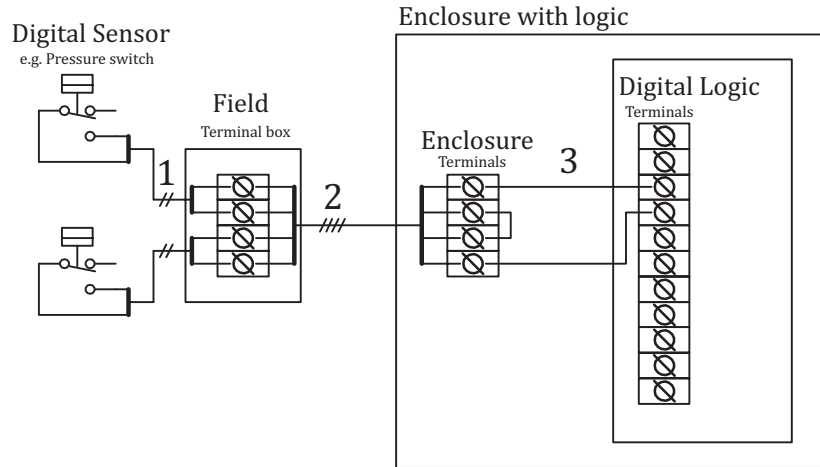 Enclosure with logic
Digital Sensor
e.g. Pressure switch
Field
Terminal box
Digital Logic
Terminals
Enclosure
Terminals
1
2
3